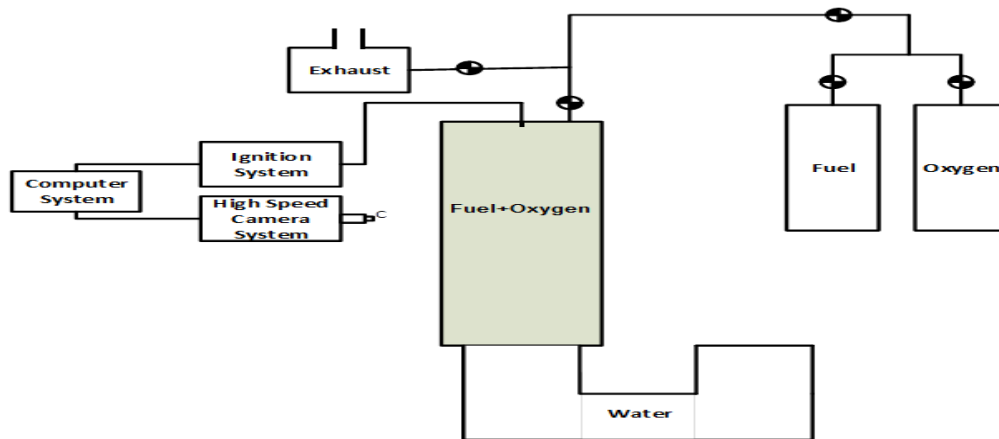 Exhaust
Ignition
System
Computer
System
High Speed
Camera
System
C
Fuel+Oxygen
Fuel
Oxygen
Water